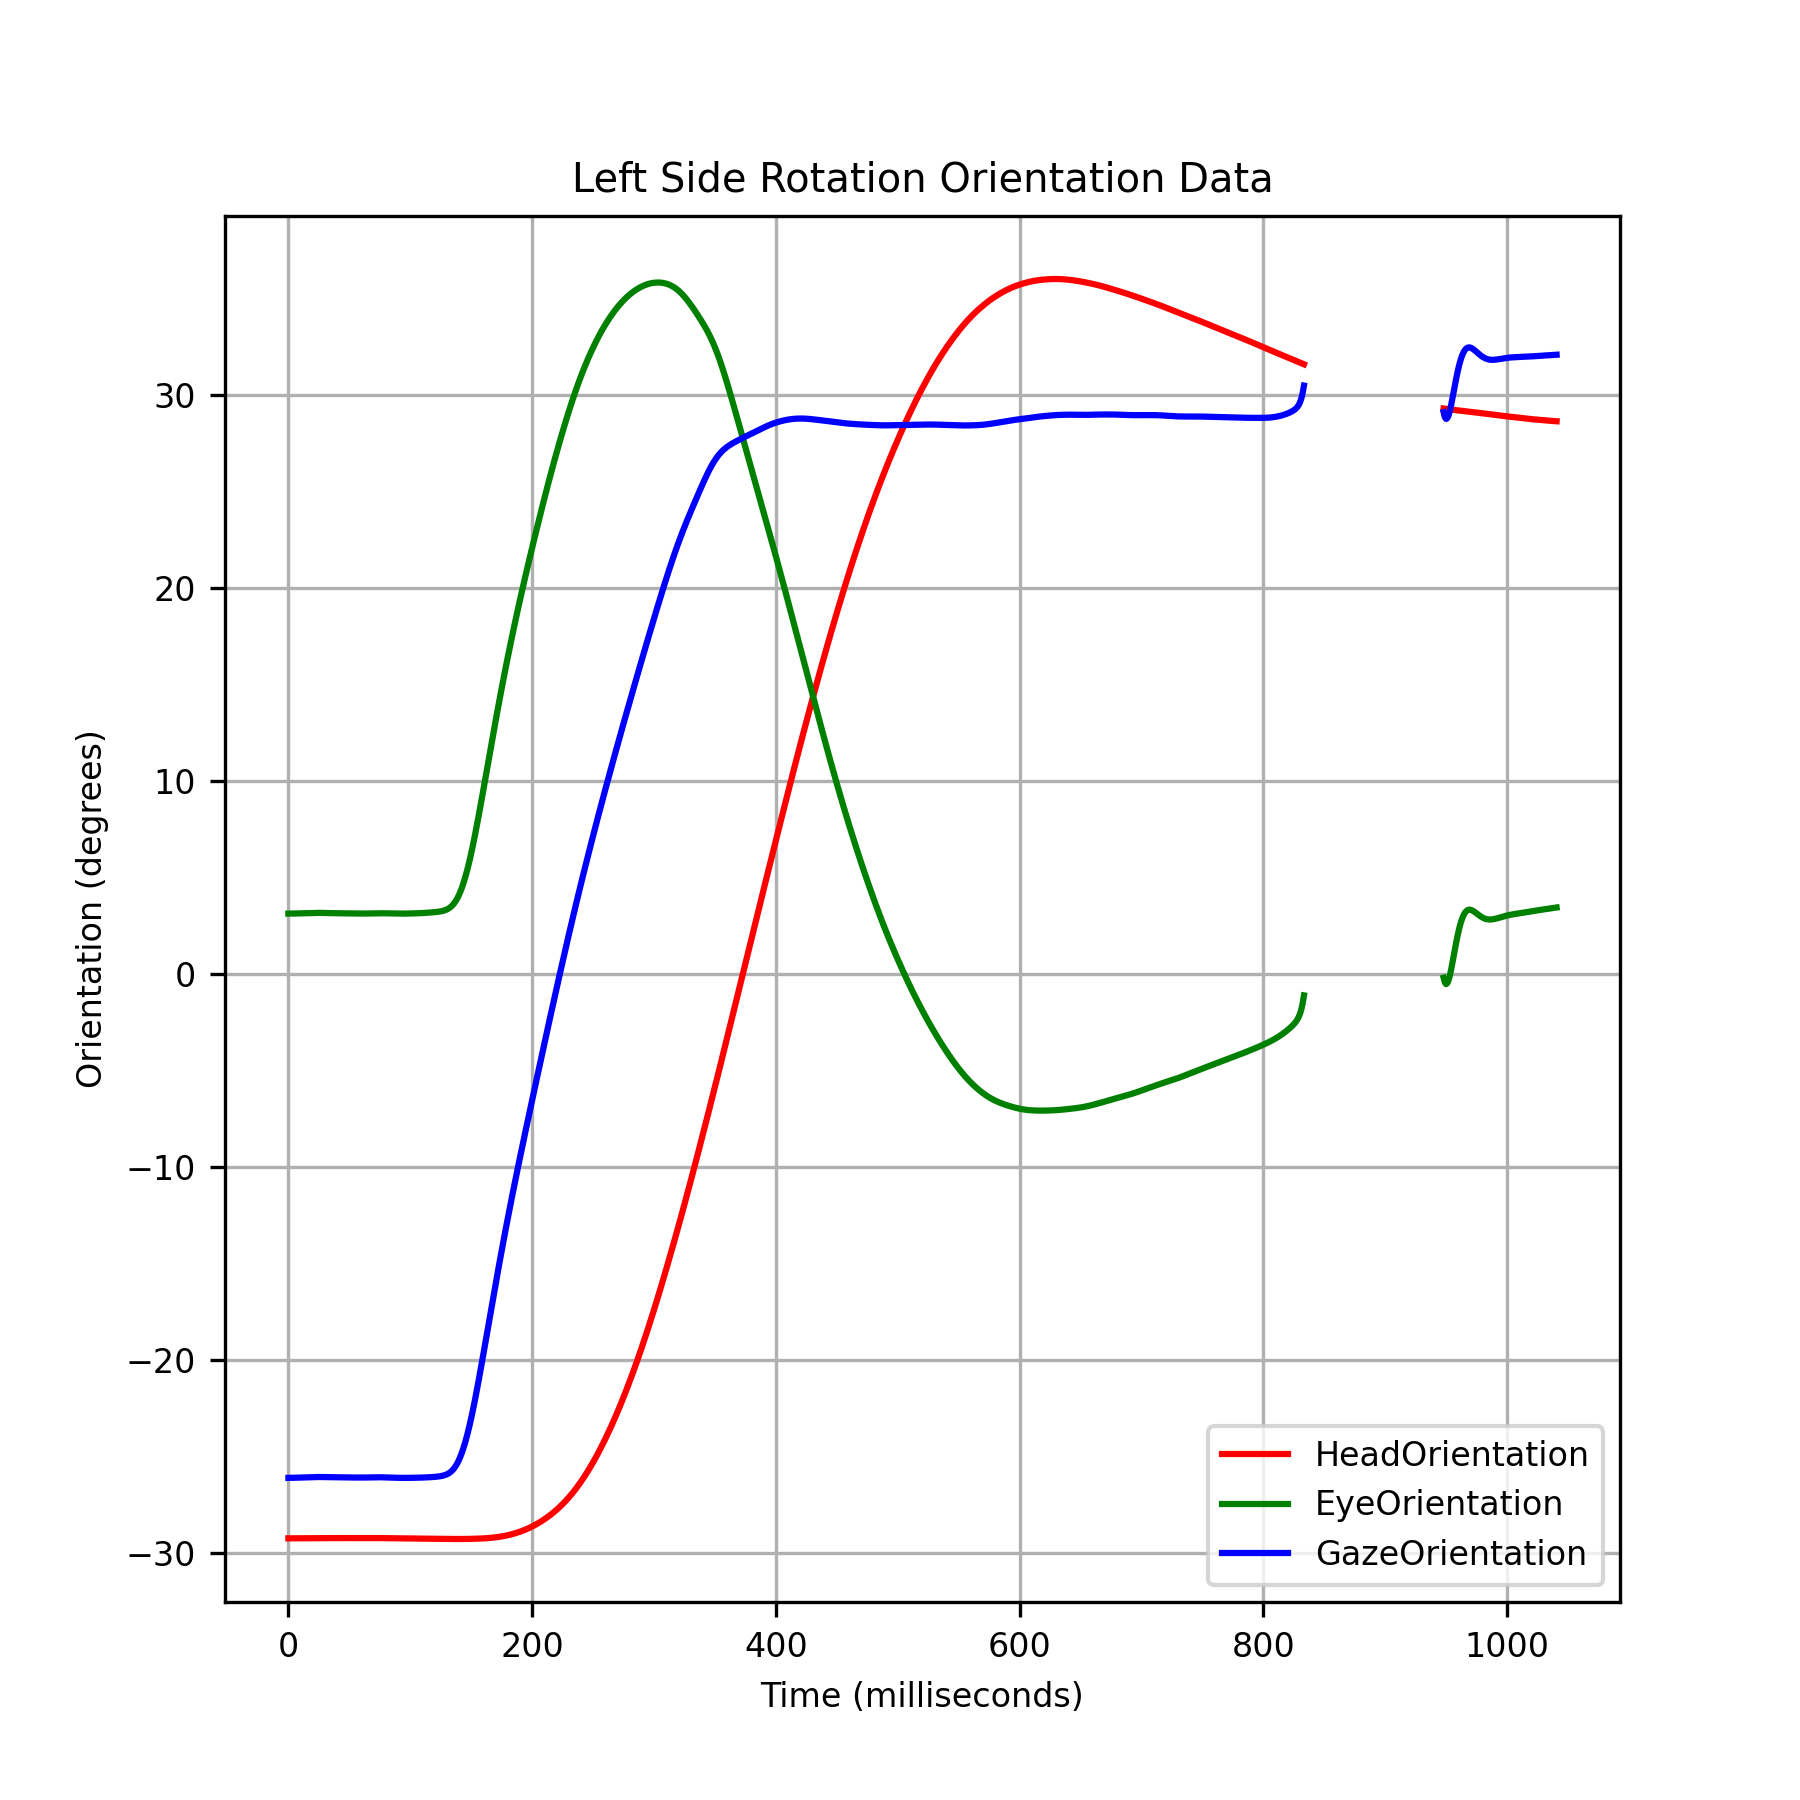 Left Side Rotation Orientation Data
Orientation (degrees)
30
20
10
0
−10
−20
−30
HeadOrientation
EyeOrientation
GazeOrientation
0 200 400 600 800 1000
Time (milliseconds)